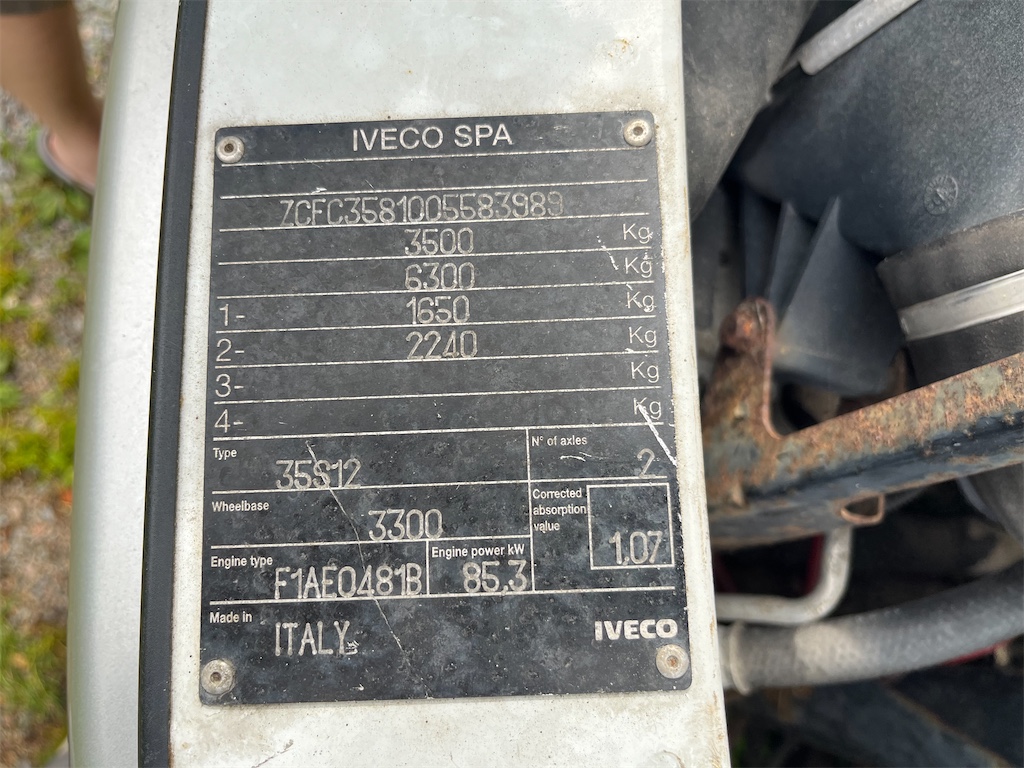 IVECO SPA
ZCFC3581005583989
3500 Kg
6300 Kg
1- 1650 Kg
2- 2240 Kg
3- Kg
4- Kg
Type 35S12
N° of axles 2
Wheelbase 3300
Corrected absorption value 1.07
Engine type F1AE0481B
Engine power kW 85.3
Made in ITALY
IVECO